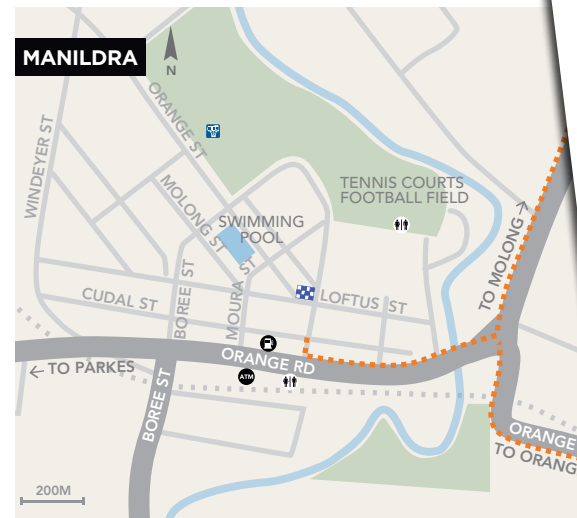 MANILDRA
N
ORANGE ST
WINDEYER ST
MOLONG ST
TENNIS COURTS
FOOTBALL FIELD
SWIMMING
POOL
TO MOLONG →
LOFTUS ST
CUDAL ST
BOREE ST
MOURA ST
ORANGE RD
← TO PARKES
ATM
BOREE ST
ORANGE
TO ORANG
200M